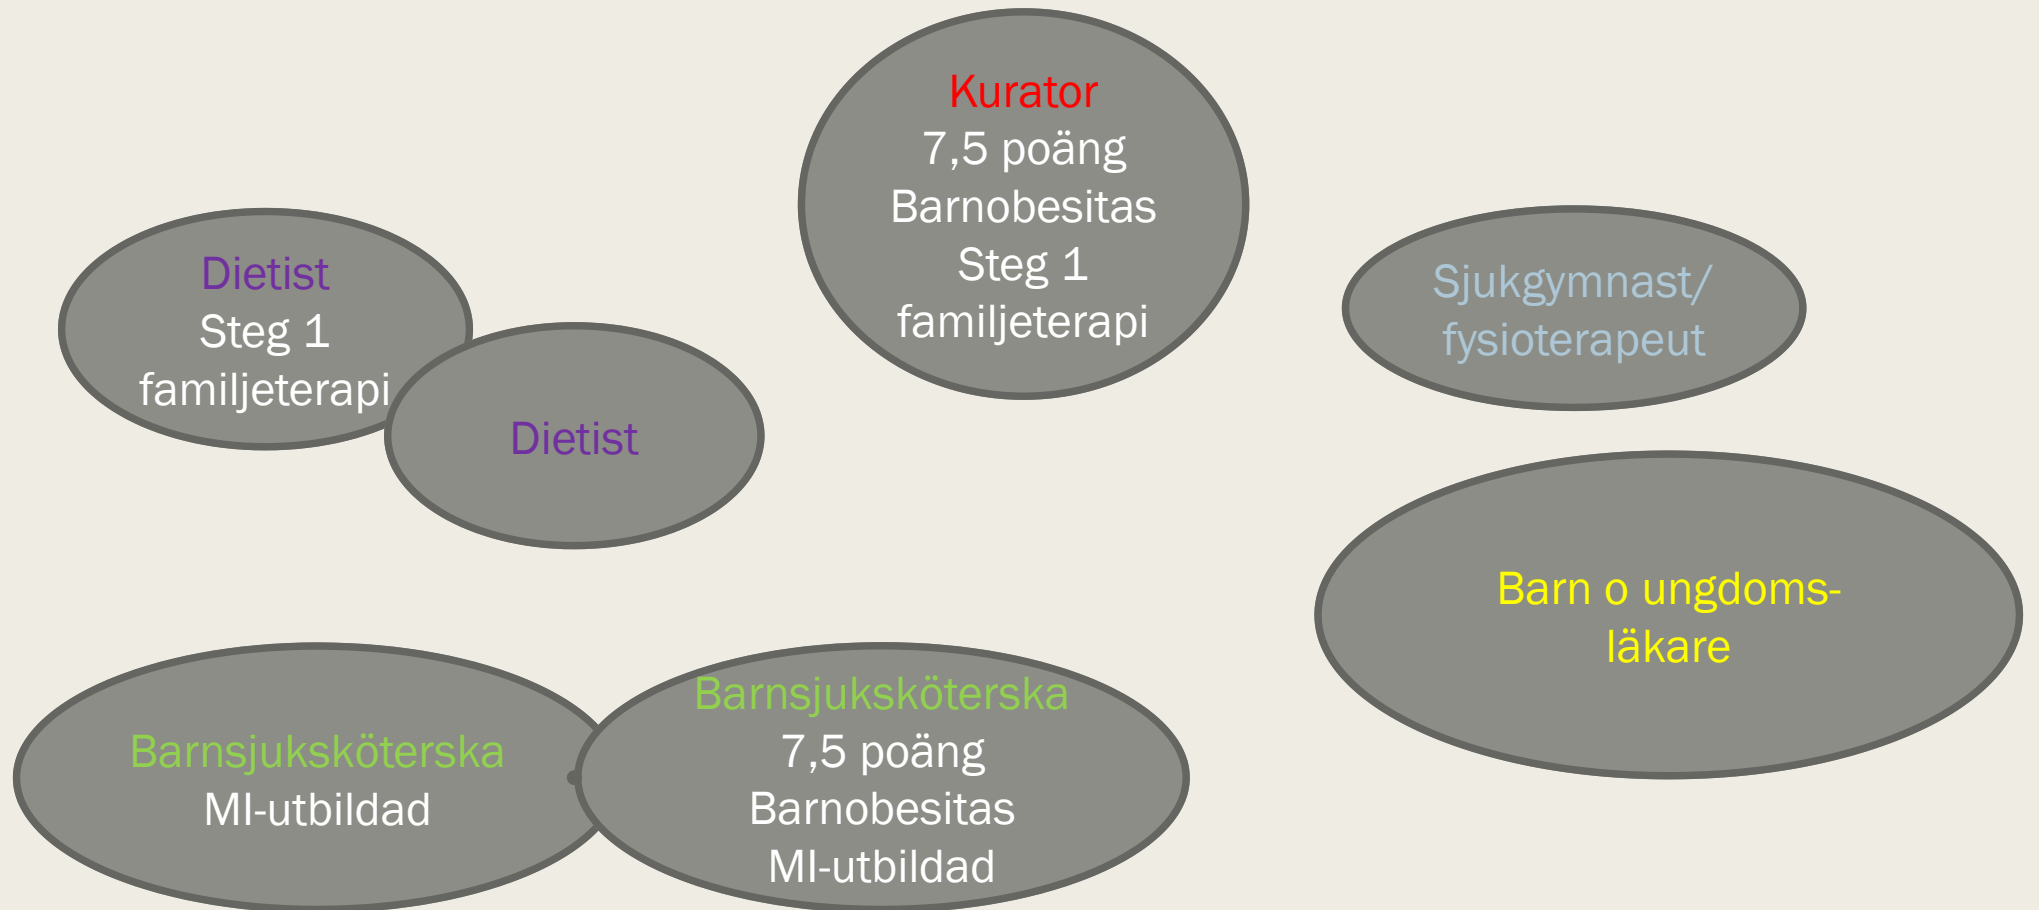 Kurator
7,5 poäng
Barnobesitas
Steg 1
familjeterapi
Dietist
Steg 1
familjeterapi
Dietist
Sjukgymnast/
fysioterapeut
Barn o ungdoms-
läkare
Barnsjuksköterska
MI-utbildad
Barnsjuksköterska
7,5 poäng
Barnobesitas
MI-utbildad